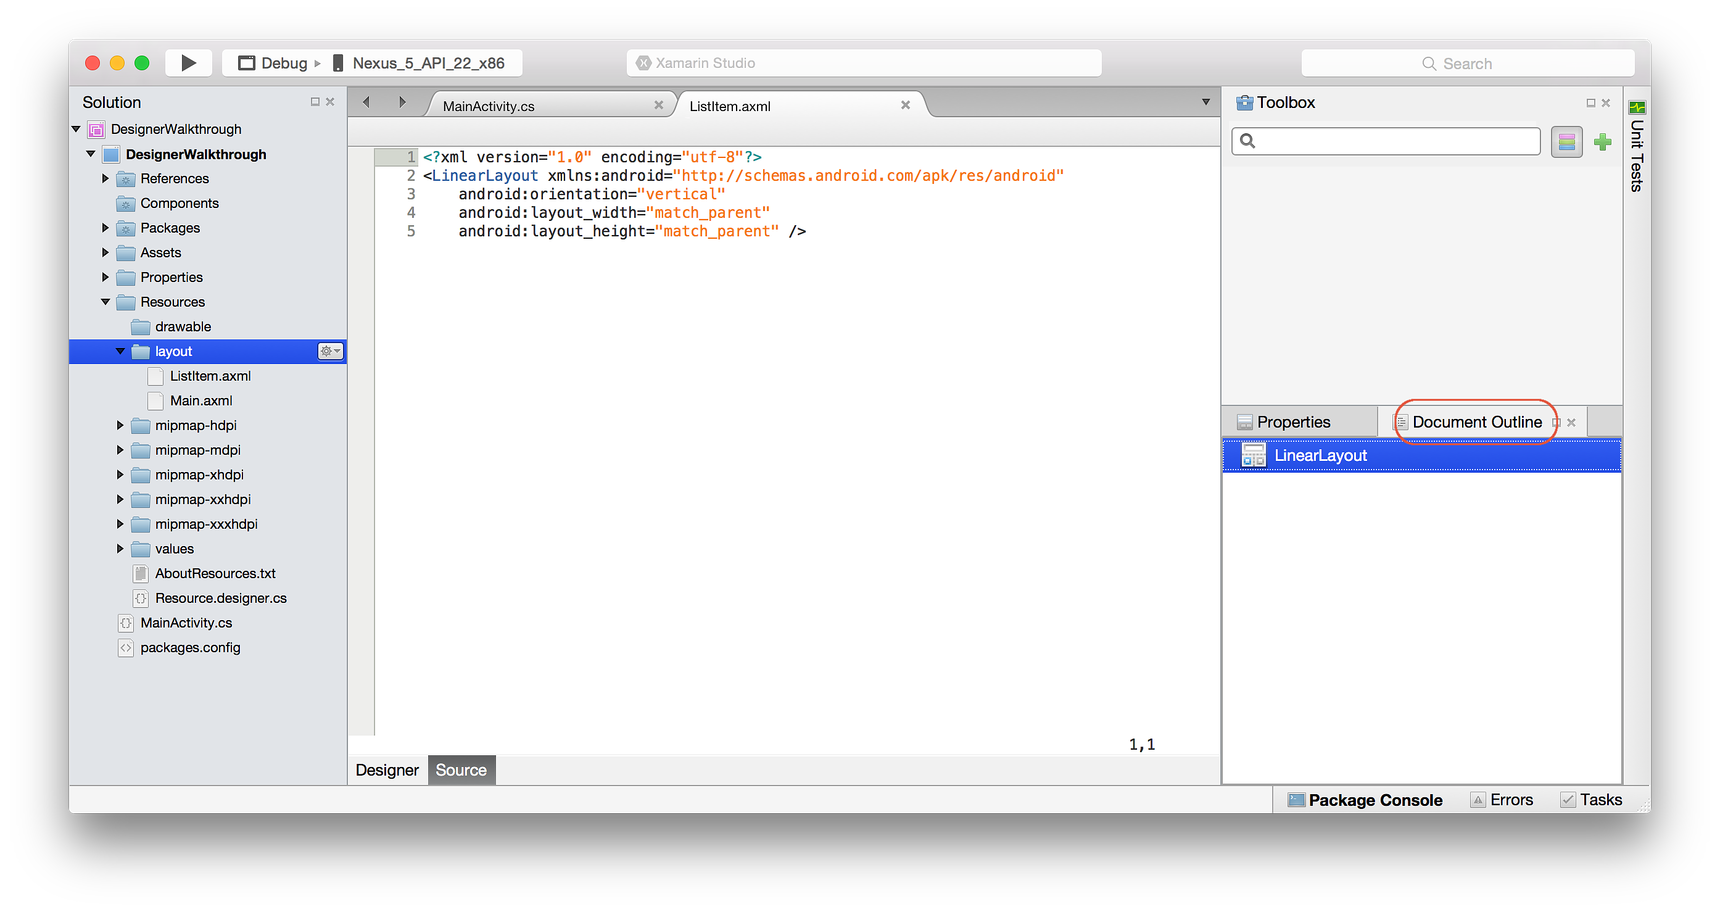 Debug
Nexus_5_API_22_x86
Xamarin Studio
Search
Solution
DesignerWalkthrough
DesignerWalkthrough
References
Components
Packages
Assets
Properties
Resources
drawable
layout
ListItem.axml
Main.axml
mipmap-hdpi
mipmap-mdpi
mipmap-xhdpi
mipmap-xxhdpi
mipmap-xxxhdpi
values
AboutResources.txt
Resource.designer.cs
MainActivity.cs
packages.config
MainActivity.cs
ListItem.axml
1 <?xml version="1.0" encoding="utf-8"?>
2 <LinearLayout xmlns:android="http://schemas.android.com/apk/res/android"
3 android:orientation="vertical"
4 android:layout_width="match_parent"
5 android:layout_height="match_parent" />
1,1
Designer
Source
Toolbox
Unit Tests
Properties
Document Outline
LinearLayout
Package Console
Errors
Tasks